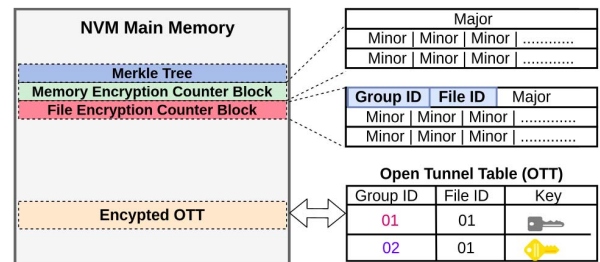 NVM Main Memory
Merkle Tree
Memory Encryption Counter Block
File Encryption Counter Block
Encypted OTT
Major
Minor | Minor | Minor | ............
Minor | Minor | Minor | ............
Group ID File ID Major
Minor | Minor | Minor | ............
Minor | Minor | Minor | ............
Open Tunnel Table (OTT)
Group ID File ID Key
01 01
02 01